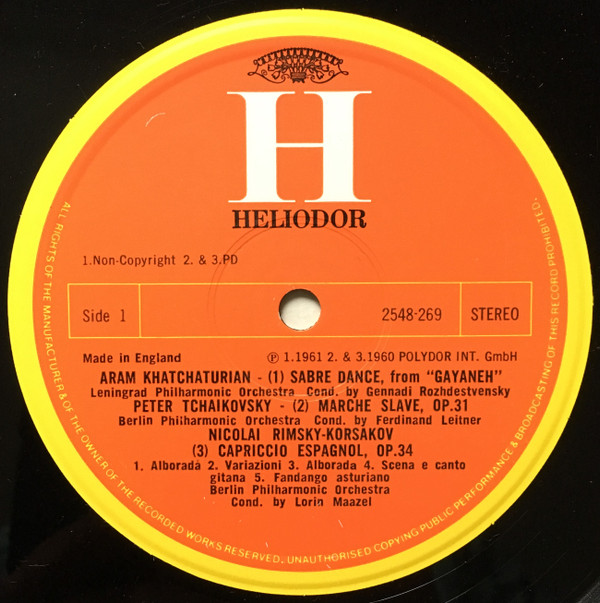 H
HELIODOR
1.Non-Copyright 2. & 3.PD
Side 1
2548-269
STEREO
Made in England
℗ 1.1961 2. & 3.1960 POLYDOR INT. GmbH
ARAM KHATCHATURIAN - (1) SABRE DANCE, from "GAYANEH"
Leningrad Philharmonic Orchestra Cond. by Gennadi Rozhdestvensky
PETER TCHAIKOVSKY - (2) MARCHE SLAVE, OP.31
Berlin Philharmonic Orchestra Cond. by Ferdinand Leitner
NICOLAI RIMSKY-KORSAKOV
(3) CAPRICCIO ESPAGNOL, OP.34
1. Alborada 2. Variazioni 3. Alborada 4. Scena e canto
gitana 5. Fandango asturiano
Berlin Philharmonic Orchestra
Cond. by Lorin Maazel
ALL RIGHTS OF THE MANUFACTURER & OF THE OWNER OF THE RECORDED WORKS RESERVED. UNAUTHORISED COPYING PUBLIC PERFORMANCE & BROADCASTING OF THIS RECORD PROHIBITED.